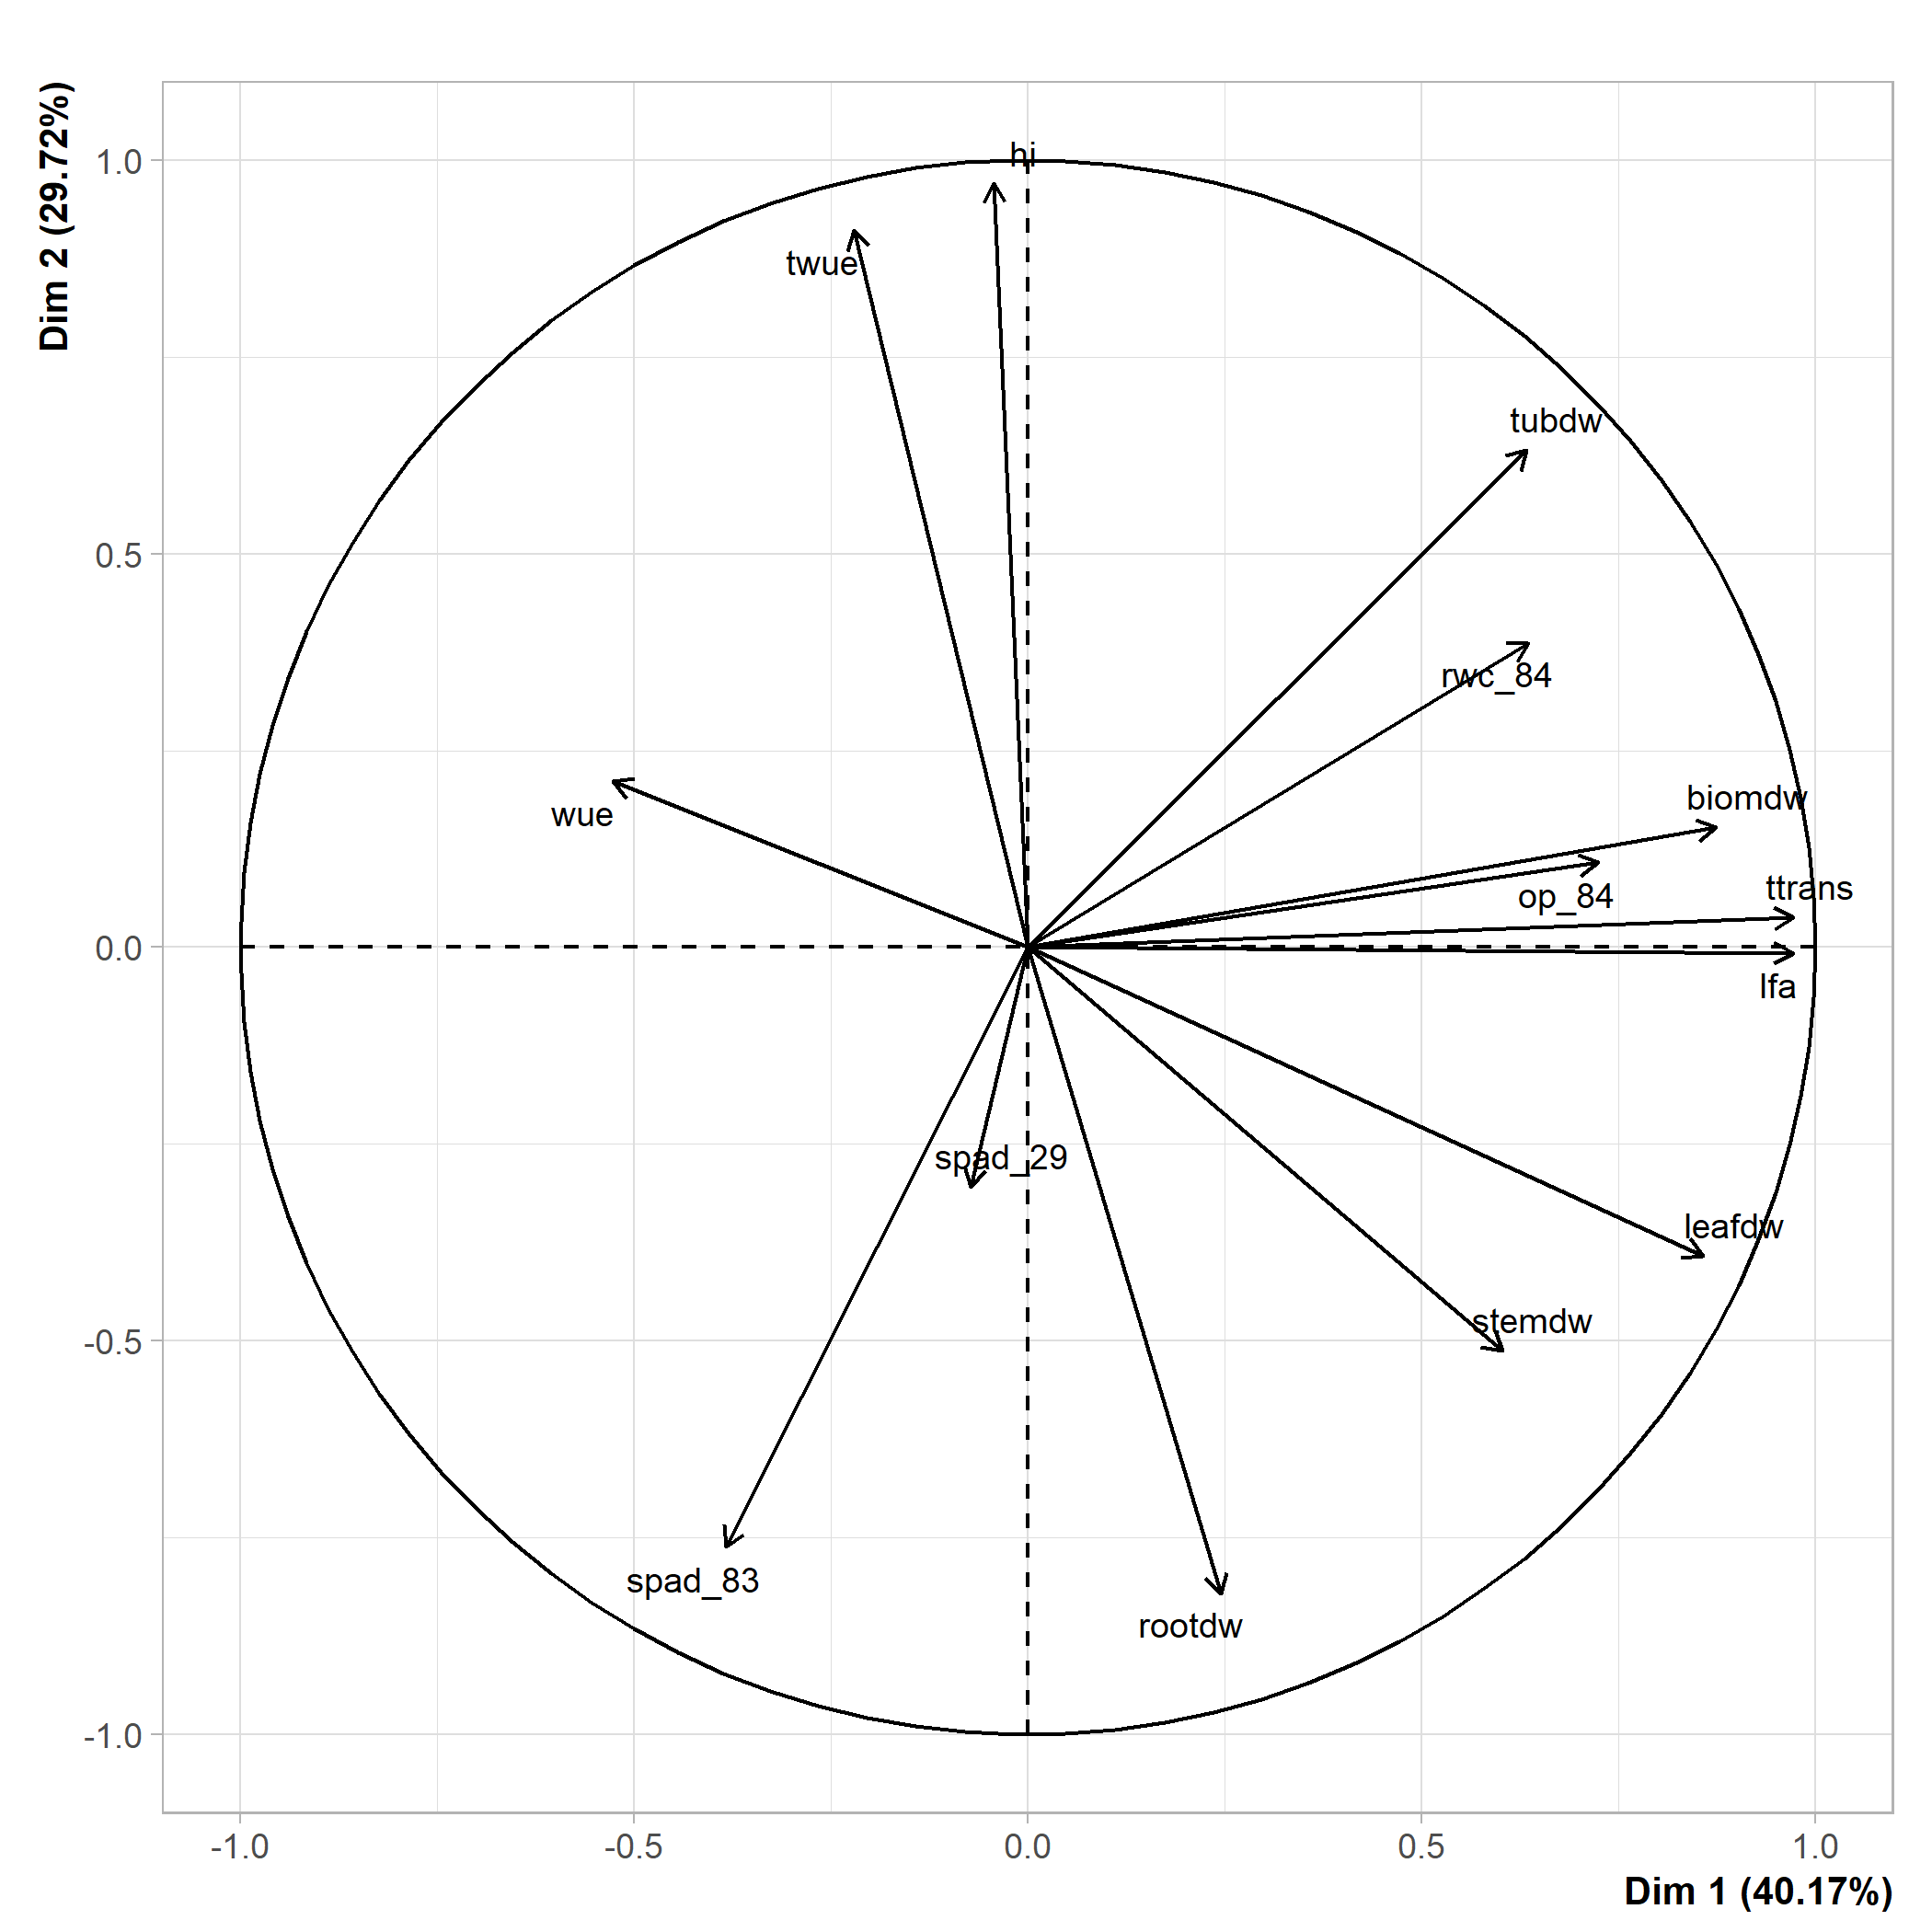 Dim 2 (29.72%)
1.0
0.5
0.0
-0.5
-1.0
hi
twue
tubdw
rwc_84
biomdw
wue
op_84
ttrans
lfa
spad_29
leafdw
stemdw
spad_83
rootdw
-1.0
-0.5
0.0
0.5
1.0
Dim 1 (40.17%)